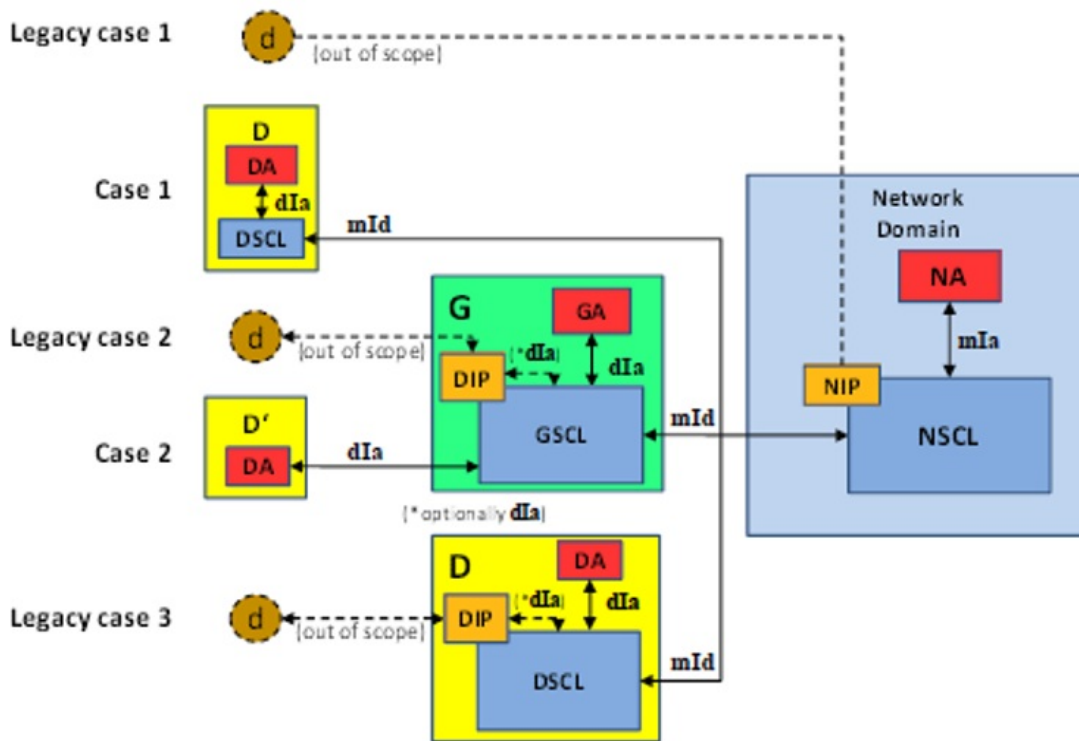 Legacy case 1
d
(out of scope)
D
DA
Case 1
dIa
mId
DSCL
Network
Domain
NA
G
GA
Legacy case 2
d
(out of scope)
(*dIa)
dIa
mIa
DIP
NIP
D'
mId
GSCL
NSCL
Case 2
DA
dIa
(*optionally dIa)
D
DA
Legacy case 3
d
(out of scope)
DIP
(*dIa)
dIa
mId
DSCL